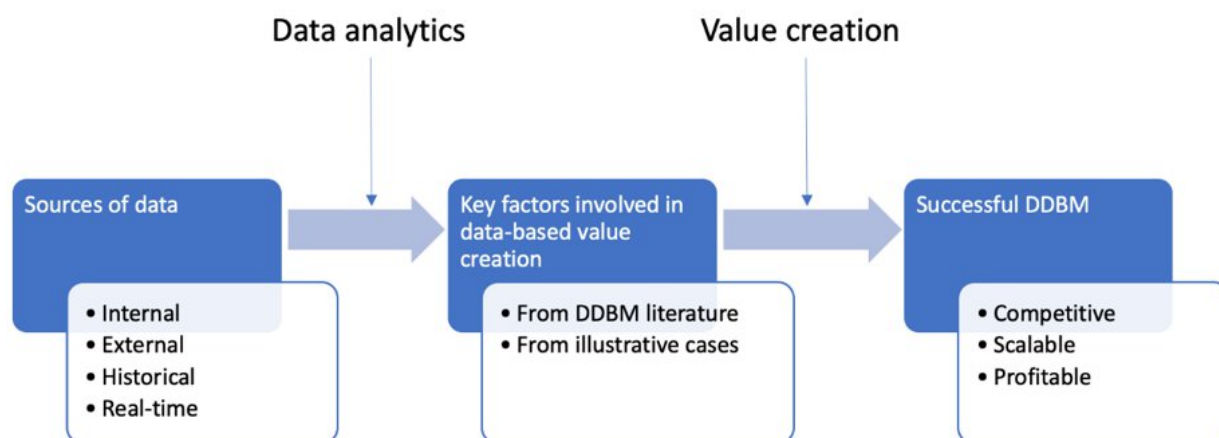 Data analytics
Value creation
Sources of data
• Internal
• External
• Historical
• Real-time
Key factors involved in
data-based value
creation
• From DDBM literature
• From illustrative cases
Successful DDBM
• Competitive
• Scalable
• Profitable